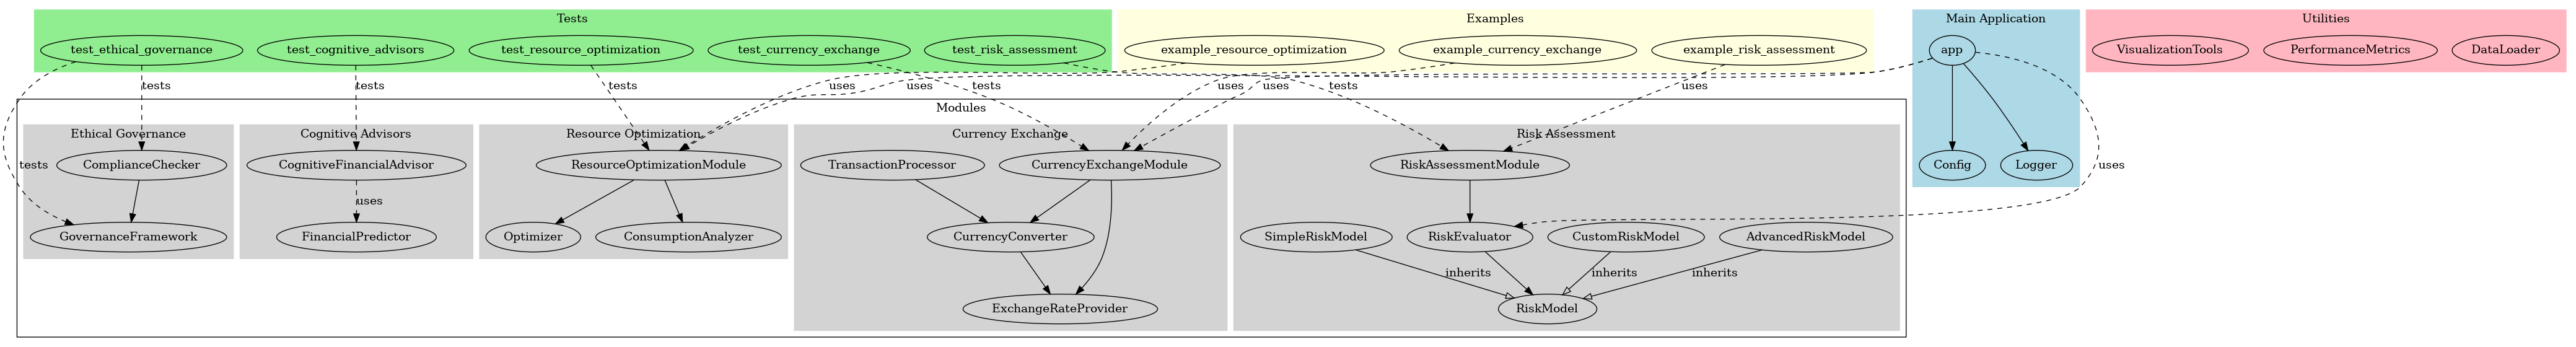 Tests
Examples
Main Application
Utilities
test_ethical_governance
test_cognitive_advisors
test_resource_optimization
test_currency_exchange
test_risk_assessment
example_resource_optimization
example_currency_exchange
example_risk_assessment
app
VisualizationTools
PerformanceMetrics
DataLoader
tests
tests
tests
uses
uses
tests
uses
uses
tests
uses
Modules
Ethical Governance
Cognitive Advisors
Resource Optimization
Currency Exchange
Risk Assessment
tests
ComplianceChecker
CognitiveFinancialAdvisor
ResourceOptimizationModule
TransactionProcessor
CurrencyExchangeModule
RiskAssessmentModule
Config
Logger
uses
uses
GovernanceFramework
FinancialPredictor
Optimizer
ConsumptionAnalyzer
CurrencyConverter
SimpleRiskModel
RiskEvaluator
CustomRiskModel
AdvancedRiskModel
inherits
inherits
inherits
ExchangeRateProvider
RiskModel